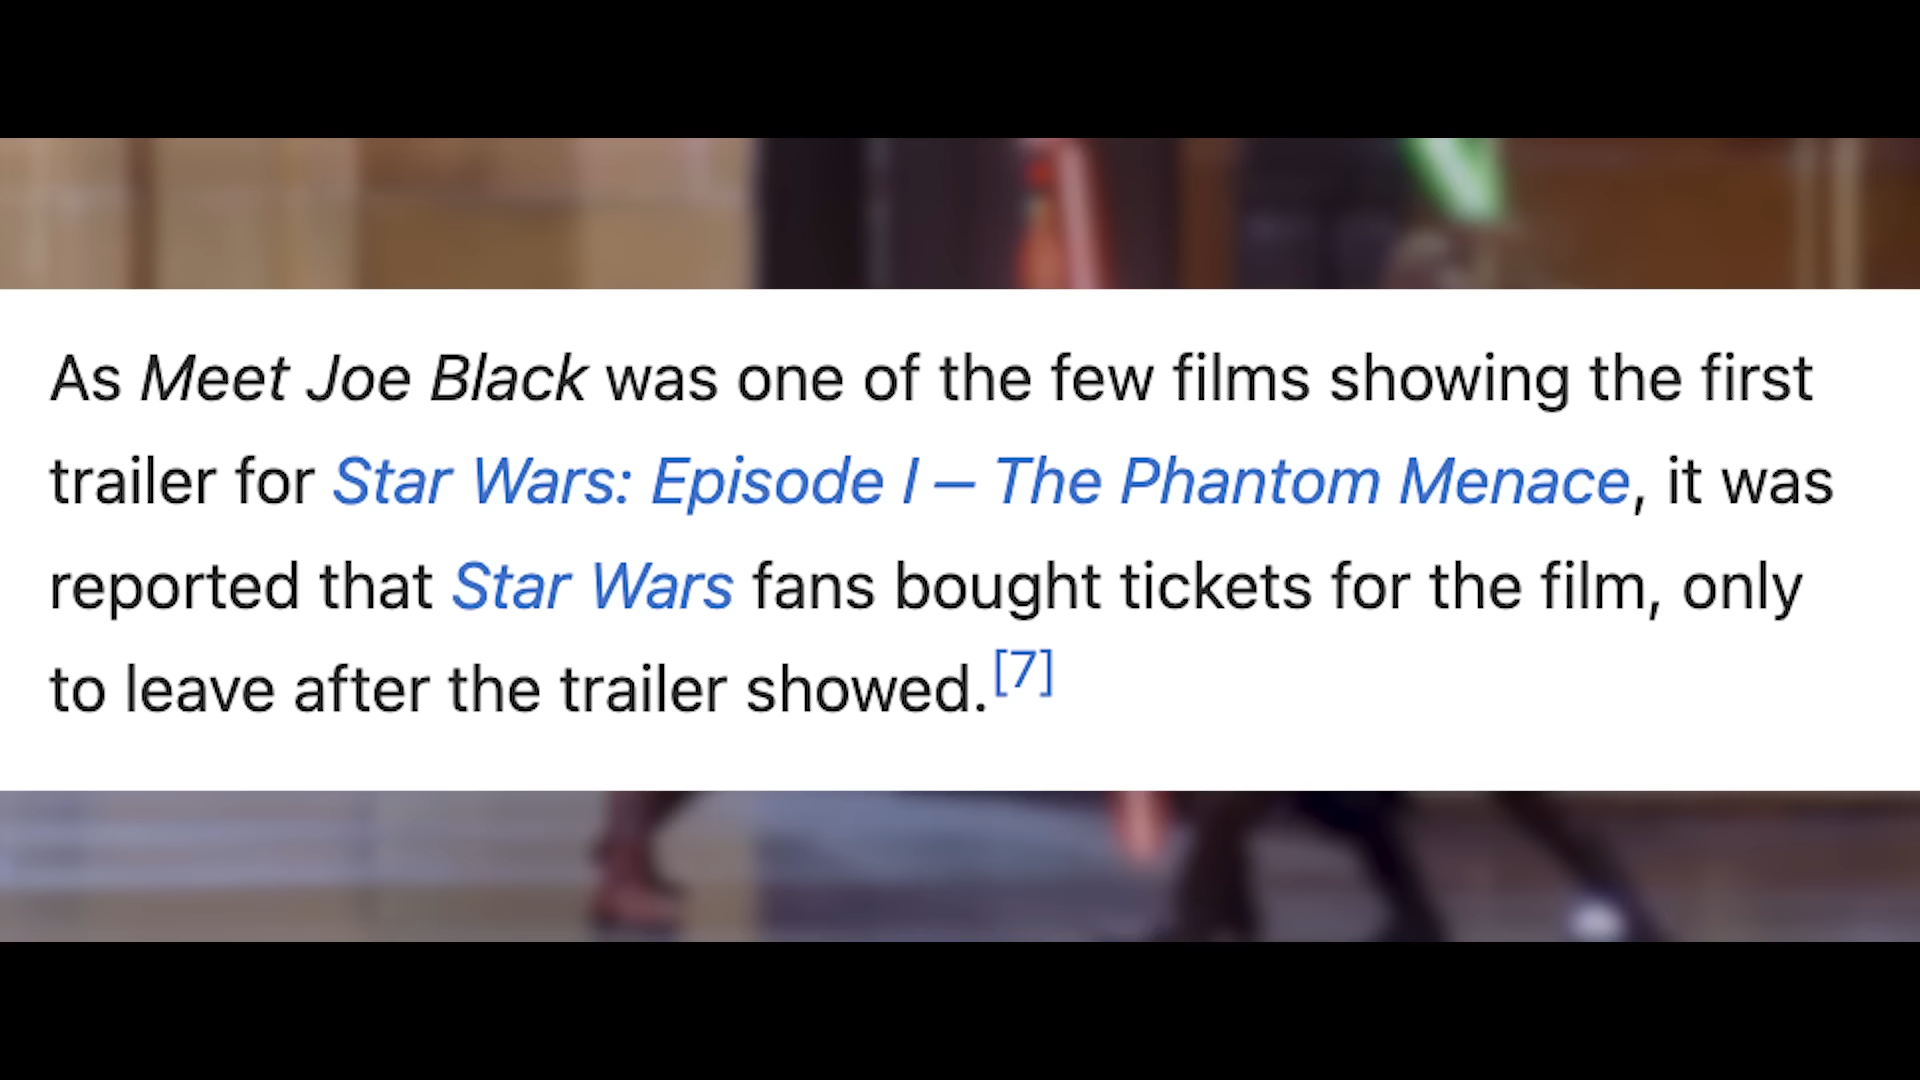 As Meet Joe Black was one of the few films showing the first
trailer for Star Wars: Episode I – The Phantom Menace, it was
reported that Star Wars fans bought tickets for the film, only
to leave after the trailer showed.[7]